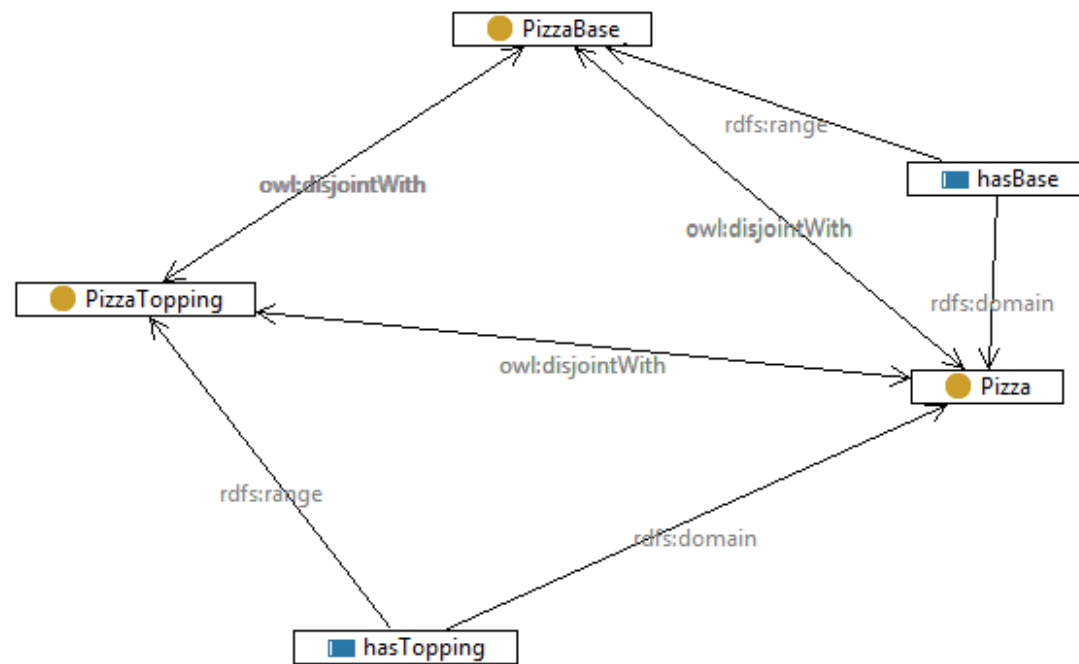 PizzaBase
rdfs:range
hasBase
owl:disjointWith
owl:disjointWith
PizzaTopping
rdfs:domain
owl:disjointWith
Pizza
rdfs:range
rdfs:domain
hasTopping